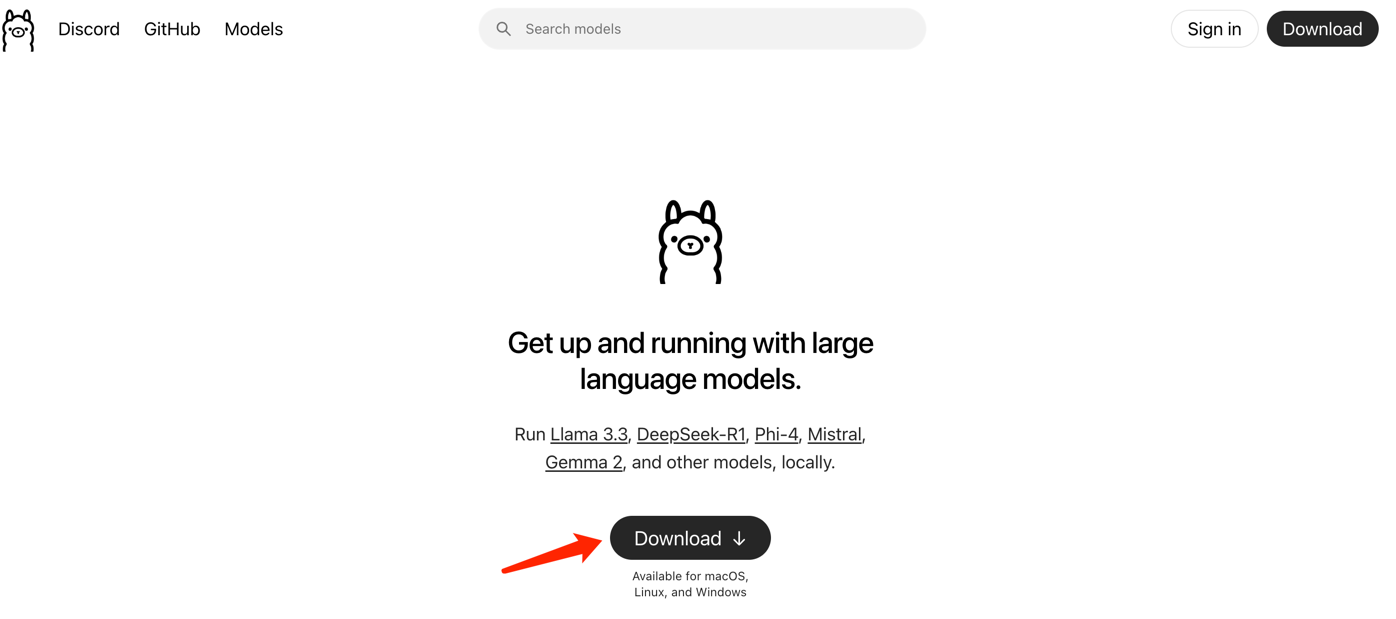 Discord GitHub Models Search models Sign in Download
Get up and running with large
language models.
Run Llama 3.3, DeepSeek-R1, Phi-4, Mistral,
Gemma 2, and other models, locally.
Download ↓
Available for macOS,
Linux, and Windows